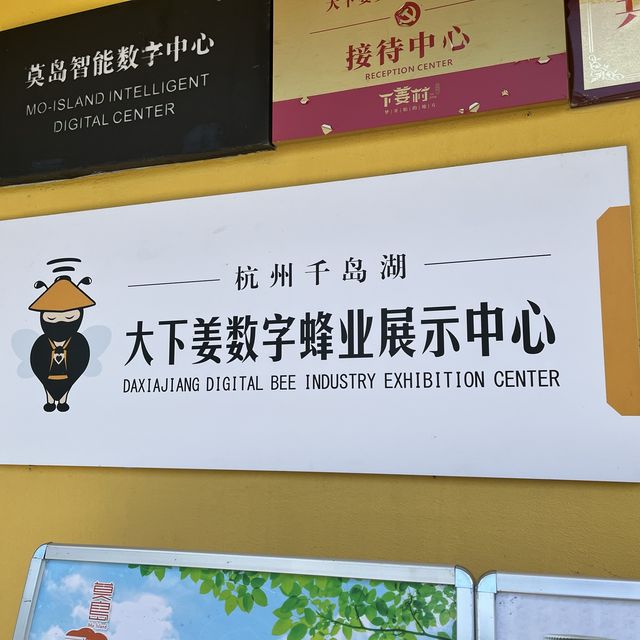 莫岛智能数字中心
MO-ISLAND INTELLIGENT
DIGITAL CENTER
接待中心
RECEPTION CENTER
下姜村
杭州千岛湖
大下姜数字蜂业展示中心
DAXIAJIANG DIGITAL BEE INDUSTRY EXHIBITION CENTER
莫岛
Mo Island